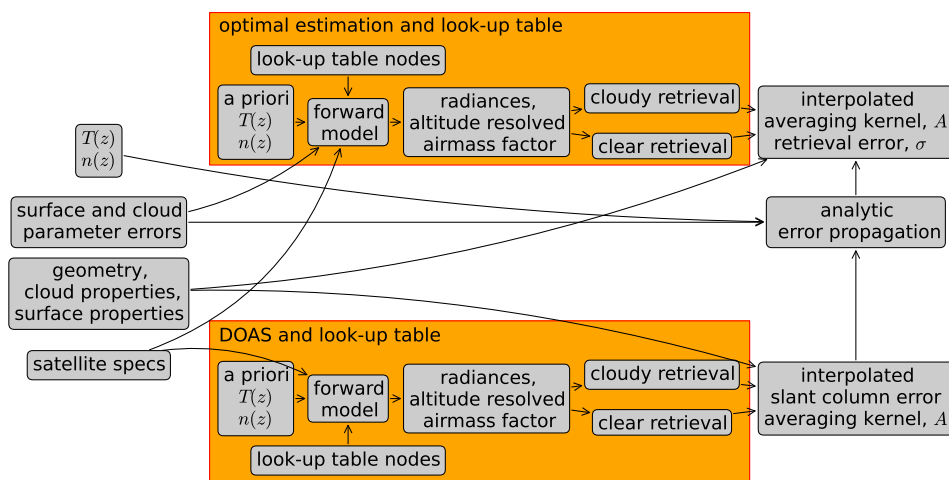 optimal estimation and look-up table
look-up table nodes
a priori
T(z)
n(z)
forward
model
radiances,
altitude resolved
airmass factor
cloudy retrieval
clear retrieval
interpolated
averaging kernel, A
retrieval error, σ
T(z)
n(z)
surface and cloud
parameter errors
analytic
error propagation
geometry,
cloud properties,
surface properties
satellite specs
DOAS and look-up table
a priori
T(z)
n(z)
forward
model
radiances,
altitude resolved
airmass factor
cloudy retrieval
clear retrieval
look-up table nodes
interpolated
slant column error
averaging kernel, A